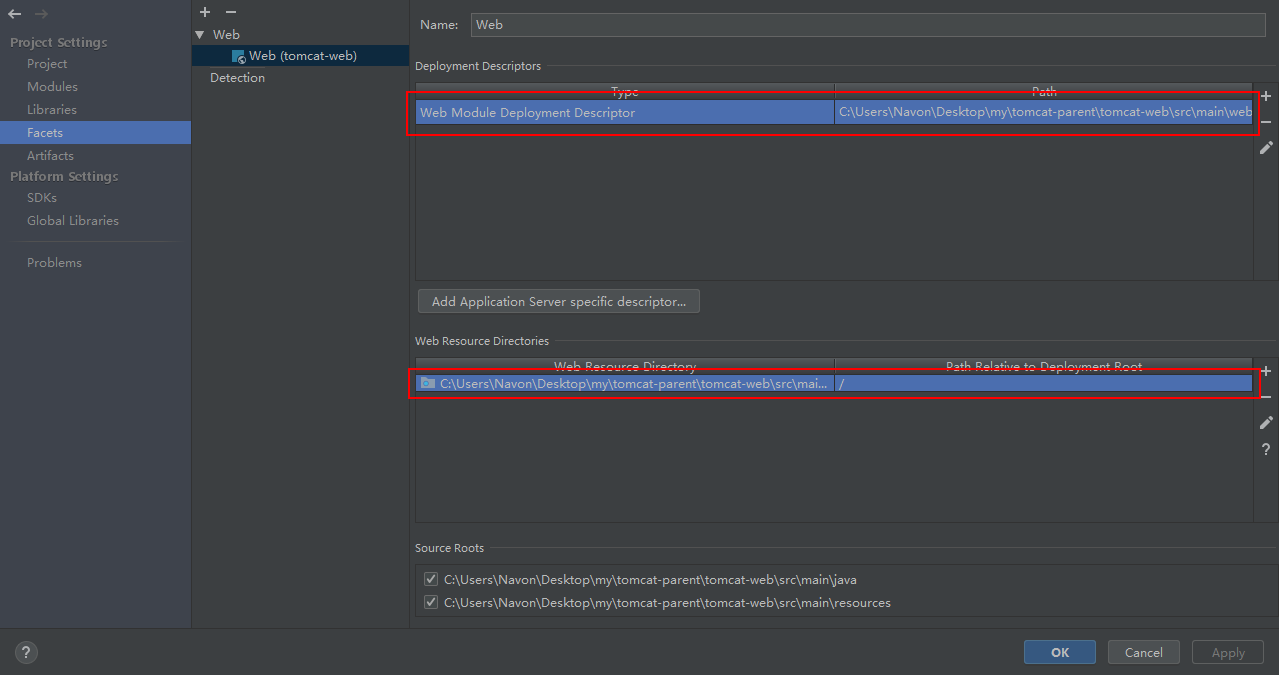 Project Settings
Project
Modules
Libraries
Facets
Artifacts
Platform Settings
SDKs
Global Libraries
Problems
Web
Web (tomcat-web)
Detection
Name: Web
Deployment Descriptors
Type Path
Web Module Deployment Descriptor C:\Users\Navon\Desktop\my\tomcat-parent\tomcat-web\src\main\web
Add Application Server specific descriptor...
Web Resource Directories
Web Resource Directory Path Relative to Deployment Root
C:\Users\Navon\Desktop\my\tomcat-parent\tomcat-web\src\mai... /
?
Source Roots
C:\Users\Navon\Desktop\my\tomcat-parent\tomcat-web\src\main\java
C:\Users\Navon\Desktop\my\tomcat-parent\tomcat-web\src\main\resources
? OK Cancel Apply